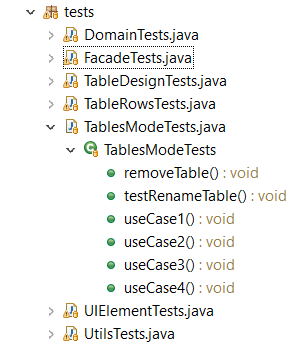 tests
DomainTests.java
FacadeTests.java
TableDesignTests.java
TableRowsTests.java
TablesModeTests.java
TablesModeTests
removeTable() : void
testRenameTable() : void
useCase1() : void
useCase2() : void
useCase3() : void
useCase4() : void
UIElementTests.java
UtilsTests.java